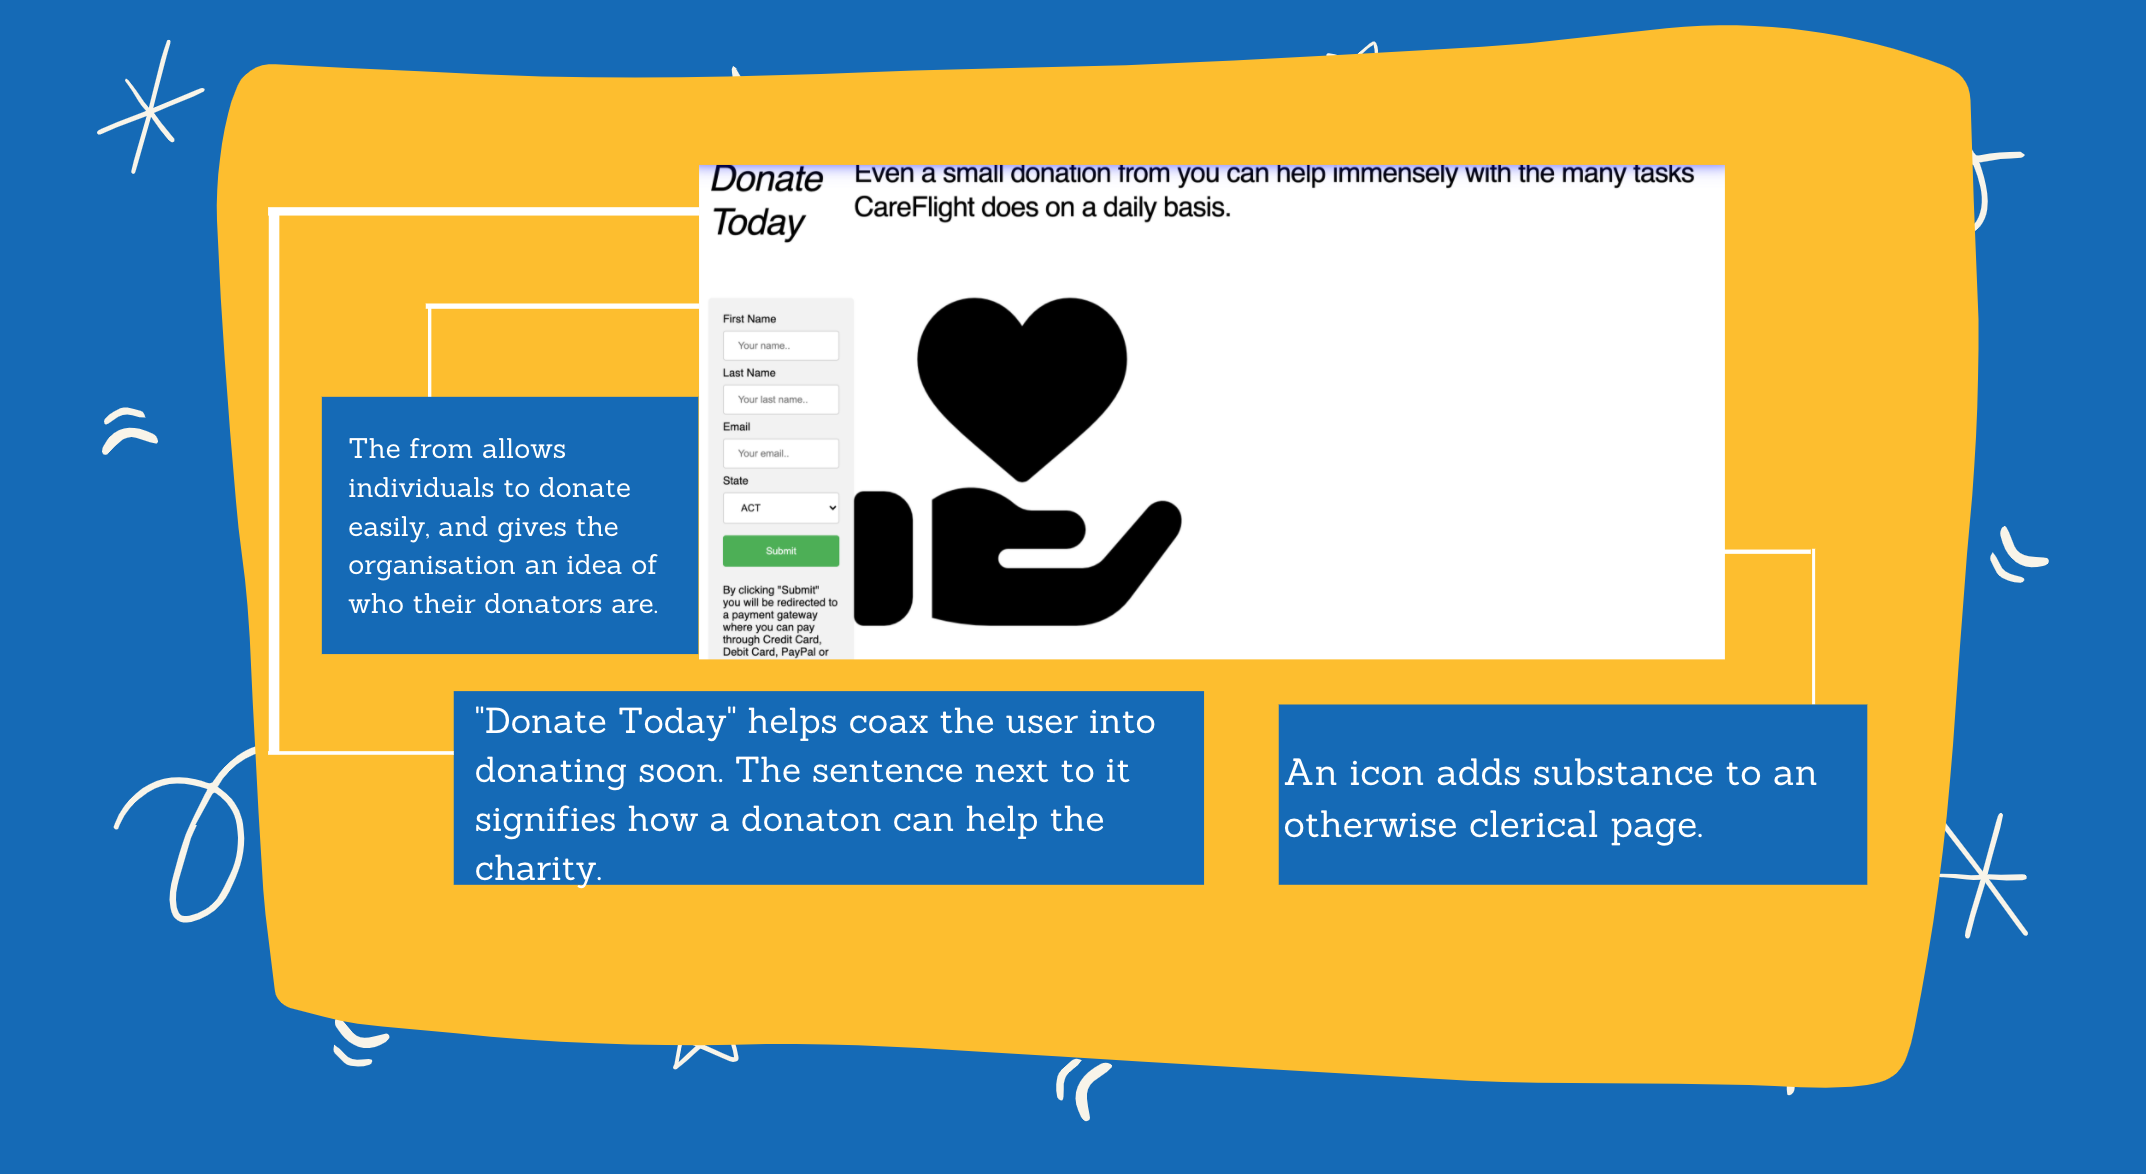 Donate
Today
Even a small donation from you can help immensely with the many tasks
CareFlight does on a daily basis.
First Name
Your name..
Last Name
Your last name..
Email
Your email..
State
ACT
Submit
By clicking "Submit"
you will be redirected to
a payment gateway
where you can pay
through Credit Card,
Debit Card, PayPal or
The from allows
individuals to donate
easily, and gives the
organisation an idea of
who their donators are.
"Donate Today" helps coax the user into
donating soon. The sentence next to it
signifies how a donaton can help the
charity.
An icon adds substance to an
otherwise clerical page.